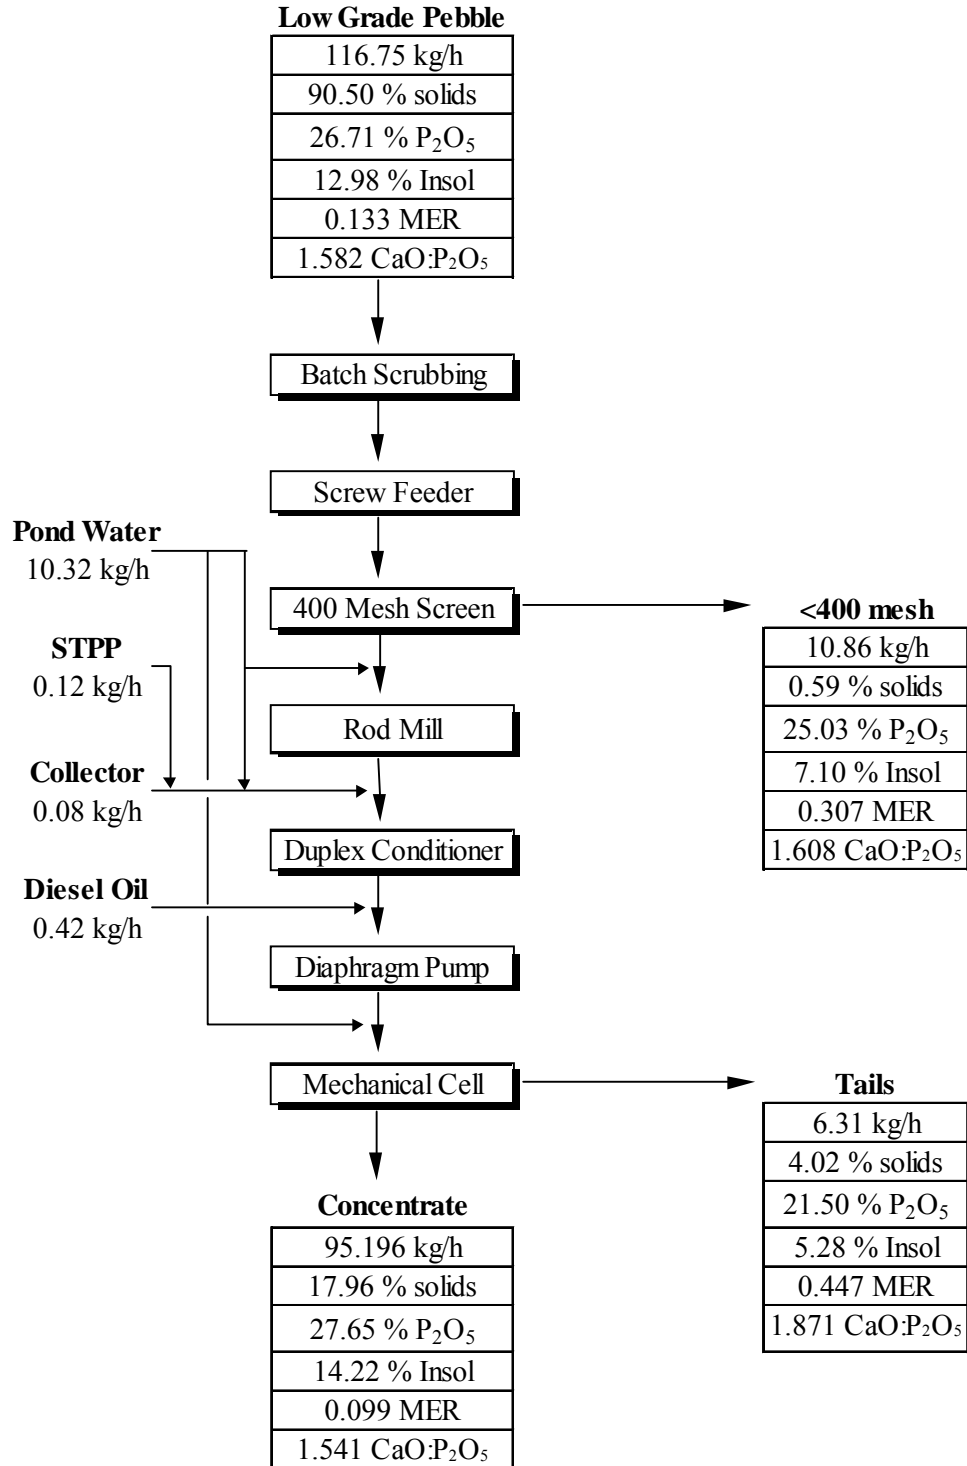 Low Grade Pebble
116.75 kg/h
90.50 % solids
26.71 % P₂O₅
12.98 % Insol
0.133 MER
1.582 CaO:P₂O₅
Batch Scrubbing
Screw Feeder
Pond Water
10.32 kg/h
400 Mesh Screen
<400 mesh
10.86 kg/h
0.59 % solids
25.03 % P₂O₅
7.10 % Insol
0.307 MER
1.608 CaO:P₂O₅
STPP
0.12 kg/h
Rod Mill
Collector
0.08 kg/h
Duplex Conditioner
Diesel Oil
0.42 kg/h
Diaphragm Pump
Mechanical Cell
Tails
6.31 kg/h
4.02 % solids
21.50 % P₂O₅
5.28 % Insol
0.447 MER
1.871 CaO:P₂O₅
Concentrate
95.196 kg/h
17.96 % solids
27.65 % P₂O₅
14.22 % Insol
0.099 MER
1.541 CaO:P₂O₅